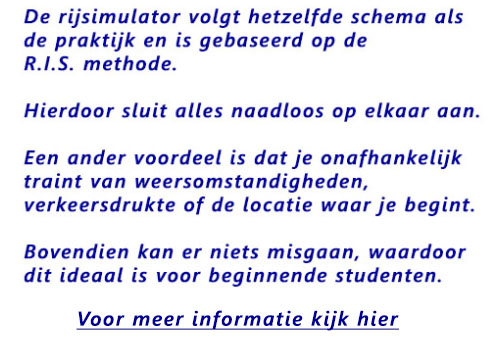 De rijsimulator volgt hetzelfde schema als
de praktijk en is gebaseerd op de
R.I.S. methode.
Hierdoor sluit alles naadloos op elkaar aan.
Een ander voordeel is dat je onafhankelijk
traint van weersomstandigheden,
verkeersdrukte of de locatie waar je begint.
Bovendien kan er niets misgaan, waardoor
dit ideaal is voor beginnende studenten.
Voor meer informatie kijk hier